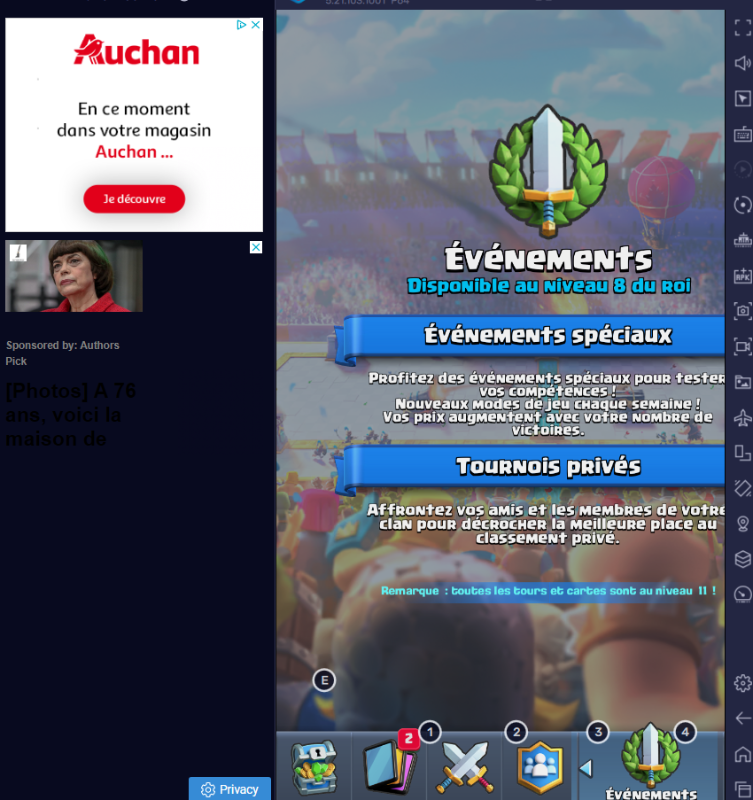 5.21.103.1001 P64
Auchan
En ce moment
dans votre magasin
Auchan ...
Je découvre
Sponsored by: Authors
Pick
[Photos] A 76
ans, voici la
maison de
Privacy
Événements
Disponible au niveau 8 du roi
Événements spéciaux
Profitez des événements spéciaux pour tester
vos compétences !
Nouveaux modes de jeu chaque semaine !
Vos prix augmentent avec votre nombre de
victoires.
Tournois privés
Affrontez vos amis et les membres de votre
clan pour décrocher la meilleure place au
classement privé.
Remarque : toutes les tours et cartes sont au niveau 11 !
E
2
1
2
3
4
Événements